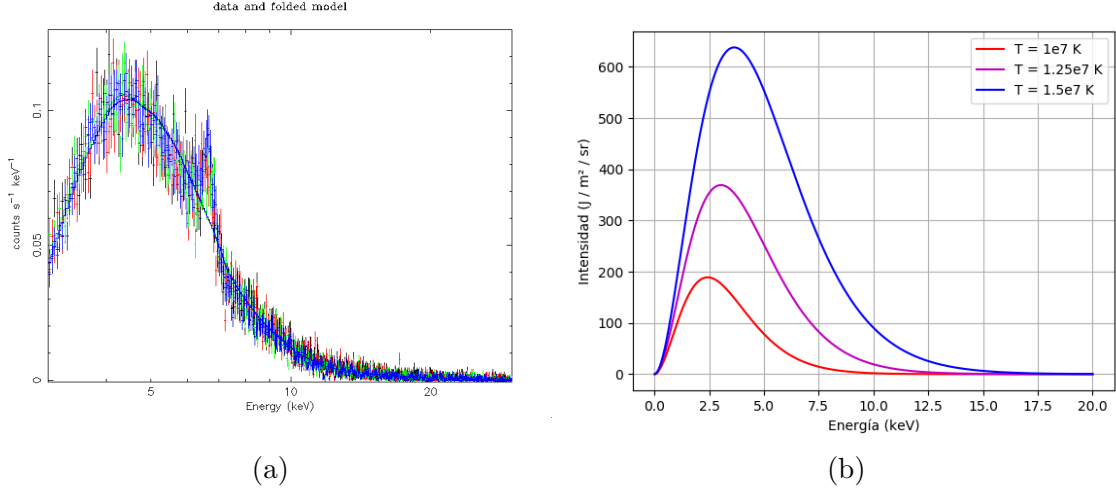 data and folded model
counts s⁻¹ keV⁻¹
0.1
0.05
0
5
10
20
Energy (keV)
(a)
Intensidad (J / m² / sr)
600
500
400
300
200
100
0
0.0
2.5
5.0
7.5
10.0
12.5
15.0
17.5
20.0
Energía (keV)
T = 1e7 K
T = 1.25e7 K
T = 1.5e7 K
(b)